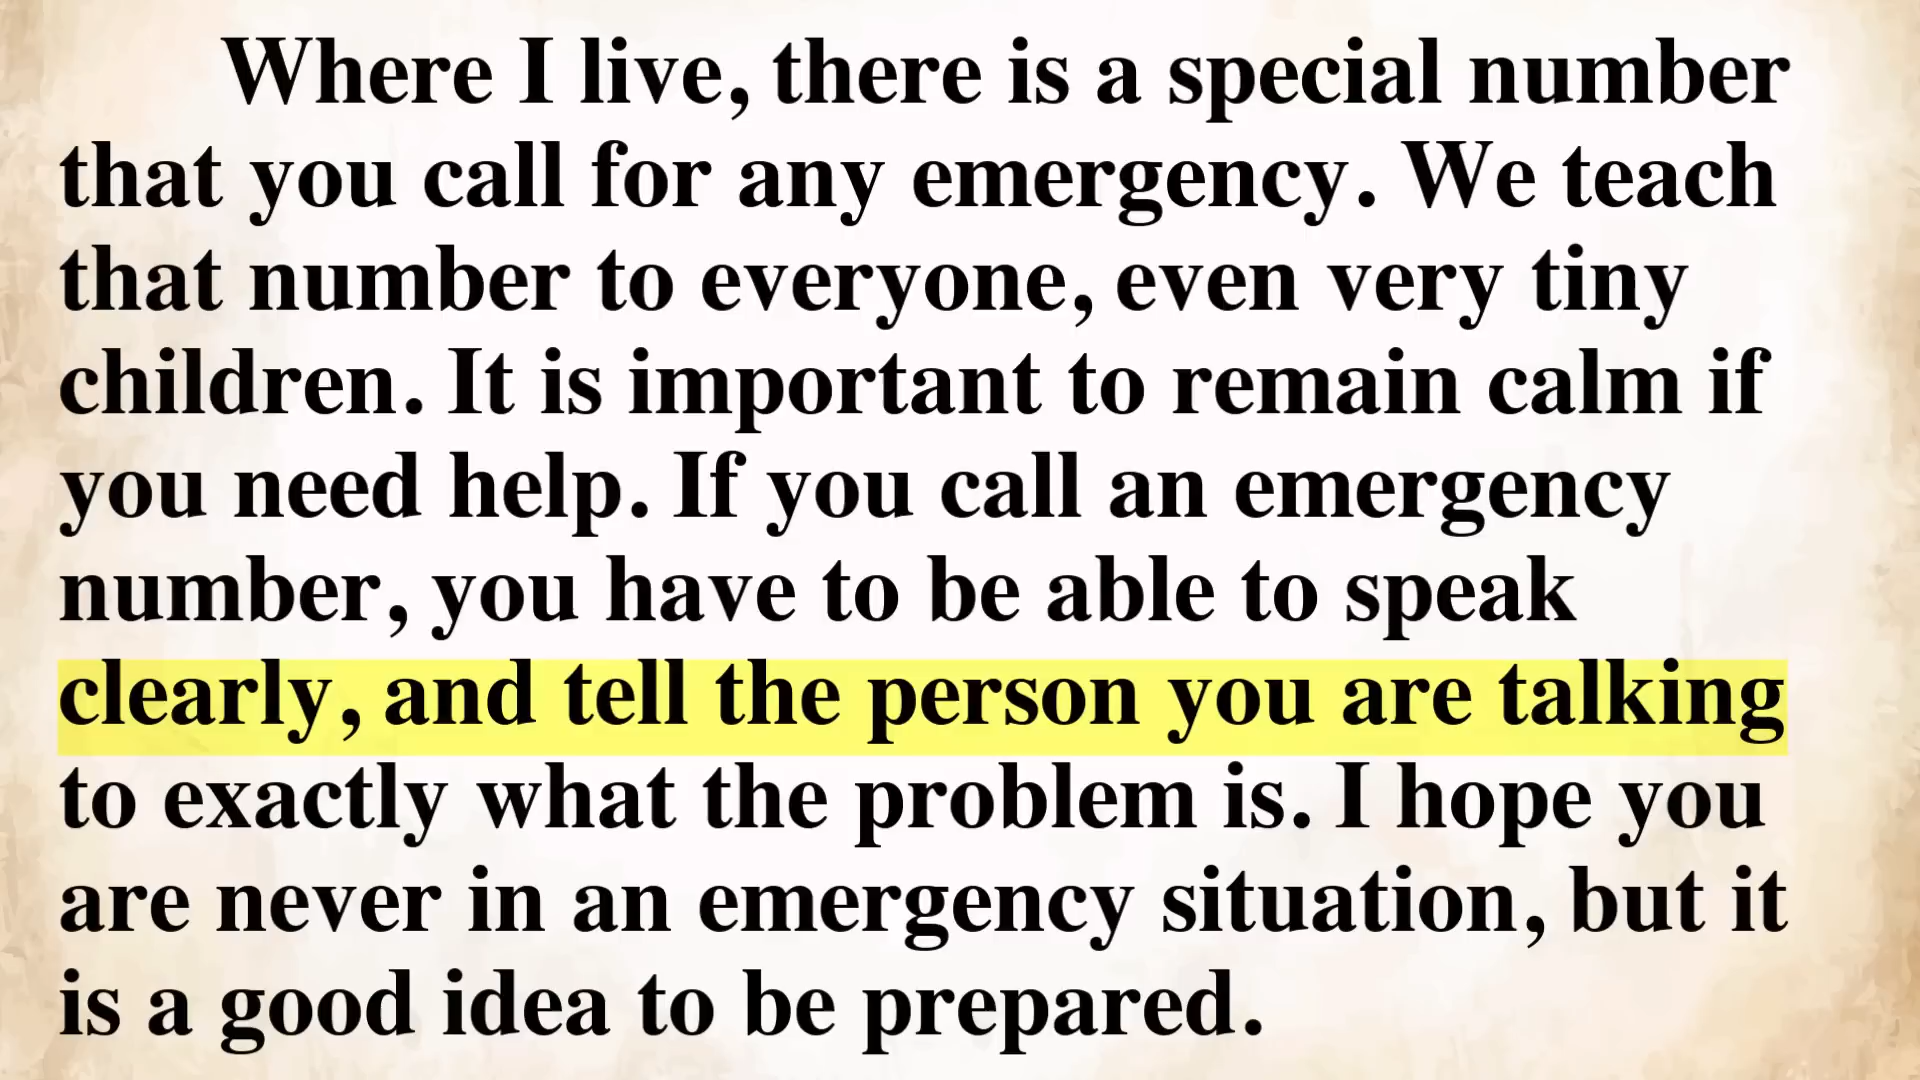 Where I live, there is a special number
that you call for any emergency. We teach
that number to everyone, even very tiny
children. It is important to remain calm if
you need help. If you call an emergency
number, you have to be able to speak
clearly, and tell the person you are talking
to exactly what the problem is. I hope you
are never in an emergency situation, but it
is a good idea to be prepared.